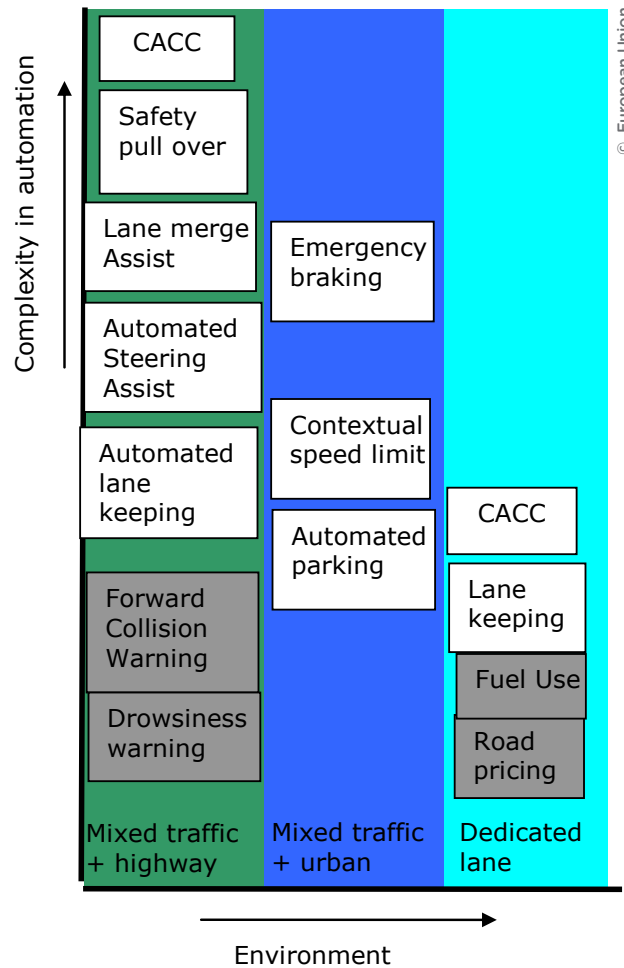 Complexity in automation
CACC
Safety
pull over
Lane merge
Assist
Automated
Steering
Assist
Automated
lane
keeping
Forward
Collision
Warning
Drowsiness
warning
Mixed traffic
+ highway
Emergency
braking
Contextual
speed limit
Automated
parking
Mixed traffic
+ urban
CACC
Lane
keeping
Fuel Use
Road
pricing
Dedicated
lane
Environment
© European Union